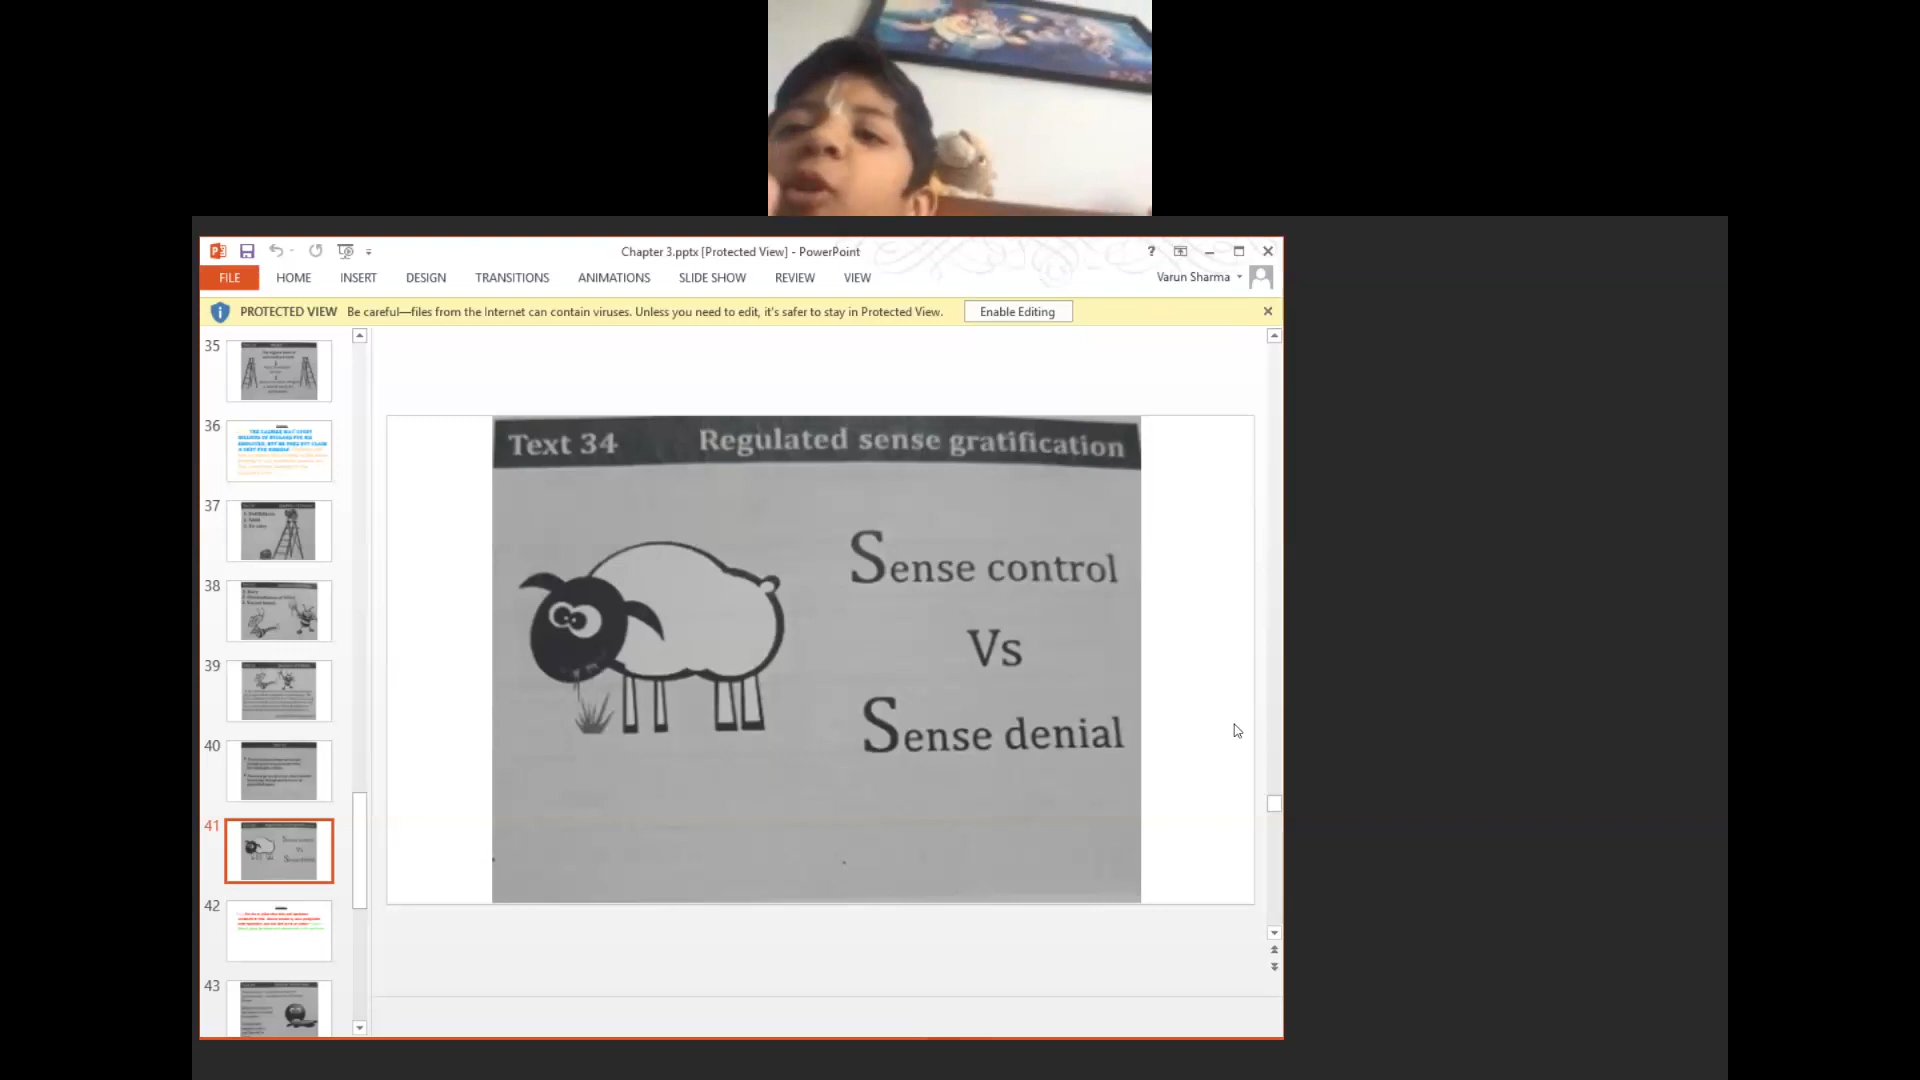 Chapter 3.pptx [Protected View] - PowerPoint
?
FILE HOME INSERT DESIGN TRANSITIONS ANIMATIONS SLIDE SHOW REVIEW VIEW
Varun Sharma
PROTECTED VIEW Be careful—files from the Internet can contain viruses. Unless you need to edit, it's safer to stay in Protected View. Enable Editing
35
36
37
38
39
40
41
42
43
Text 34 Regulated sense gratification
Sense control
Vs
Sense denial